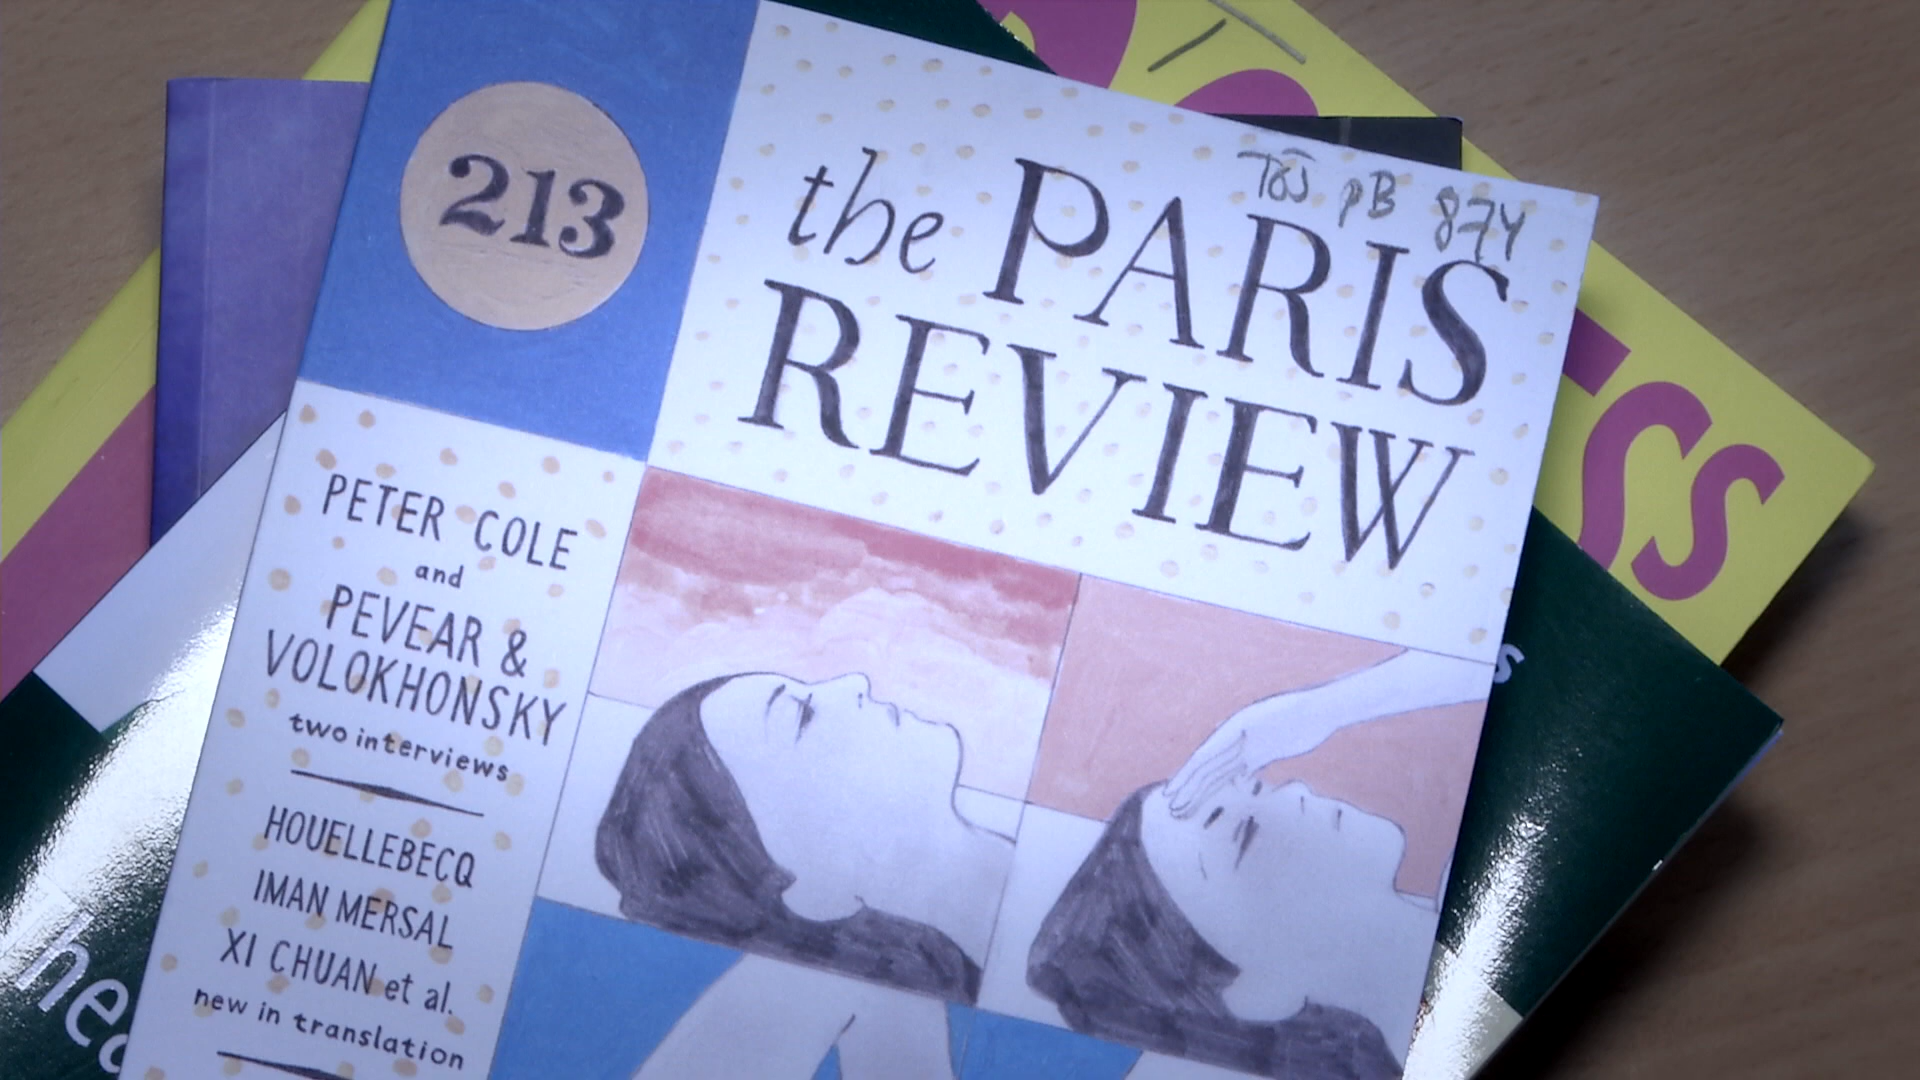 213
the PARIS
REVIEW
pB 874
PETER COLE
and
PEVEAR &
VOLOKHONSKY
two interviews
HOUELLEBECQ
IMAN MERSAL
XI CHUAN et al.
new in translation